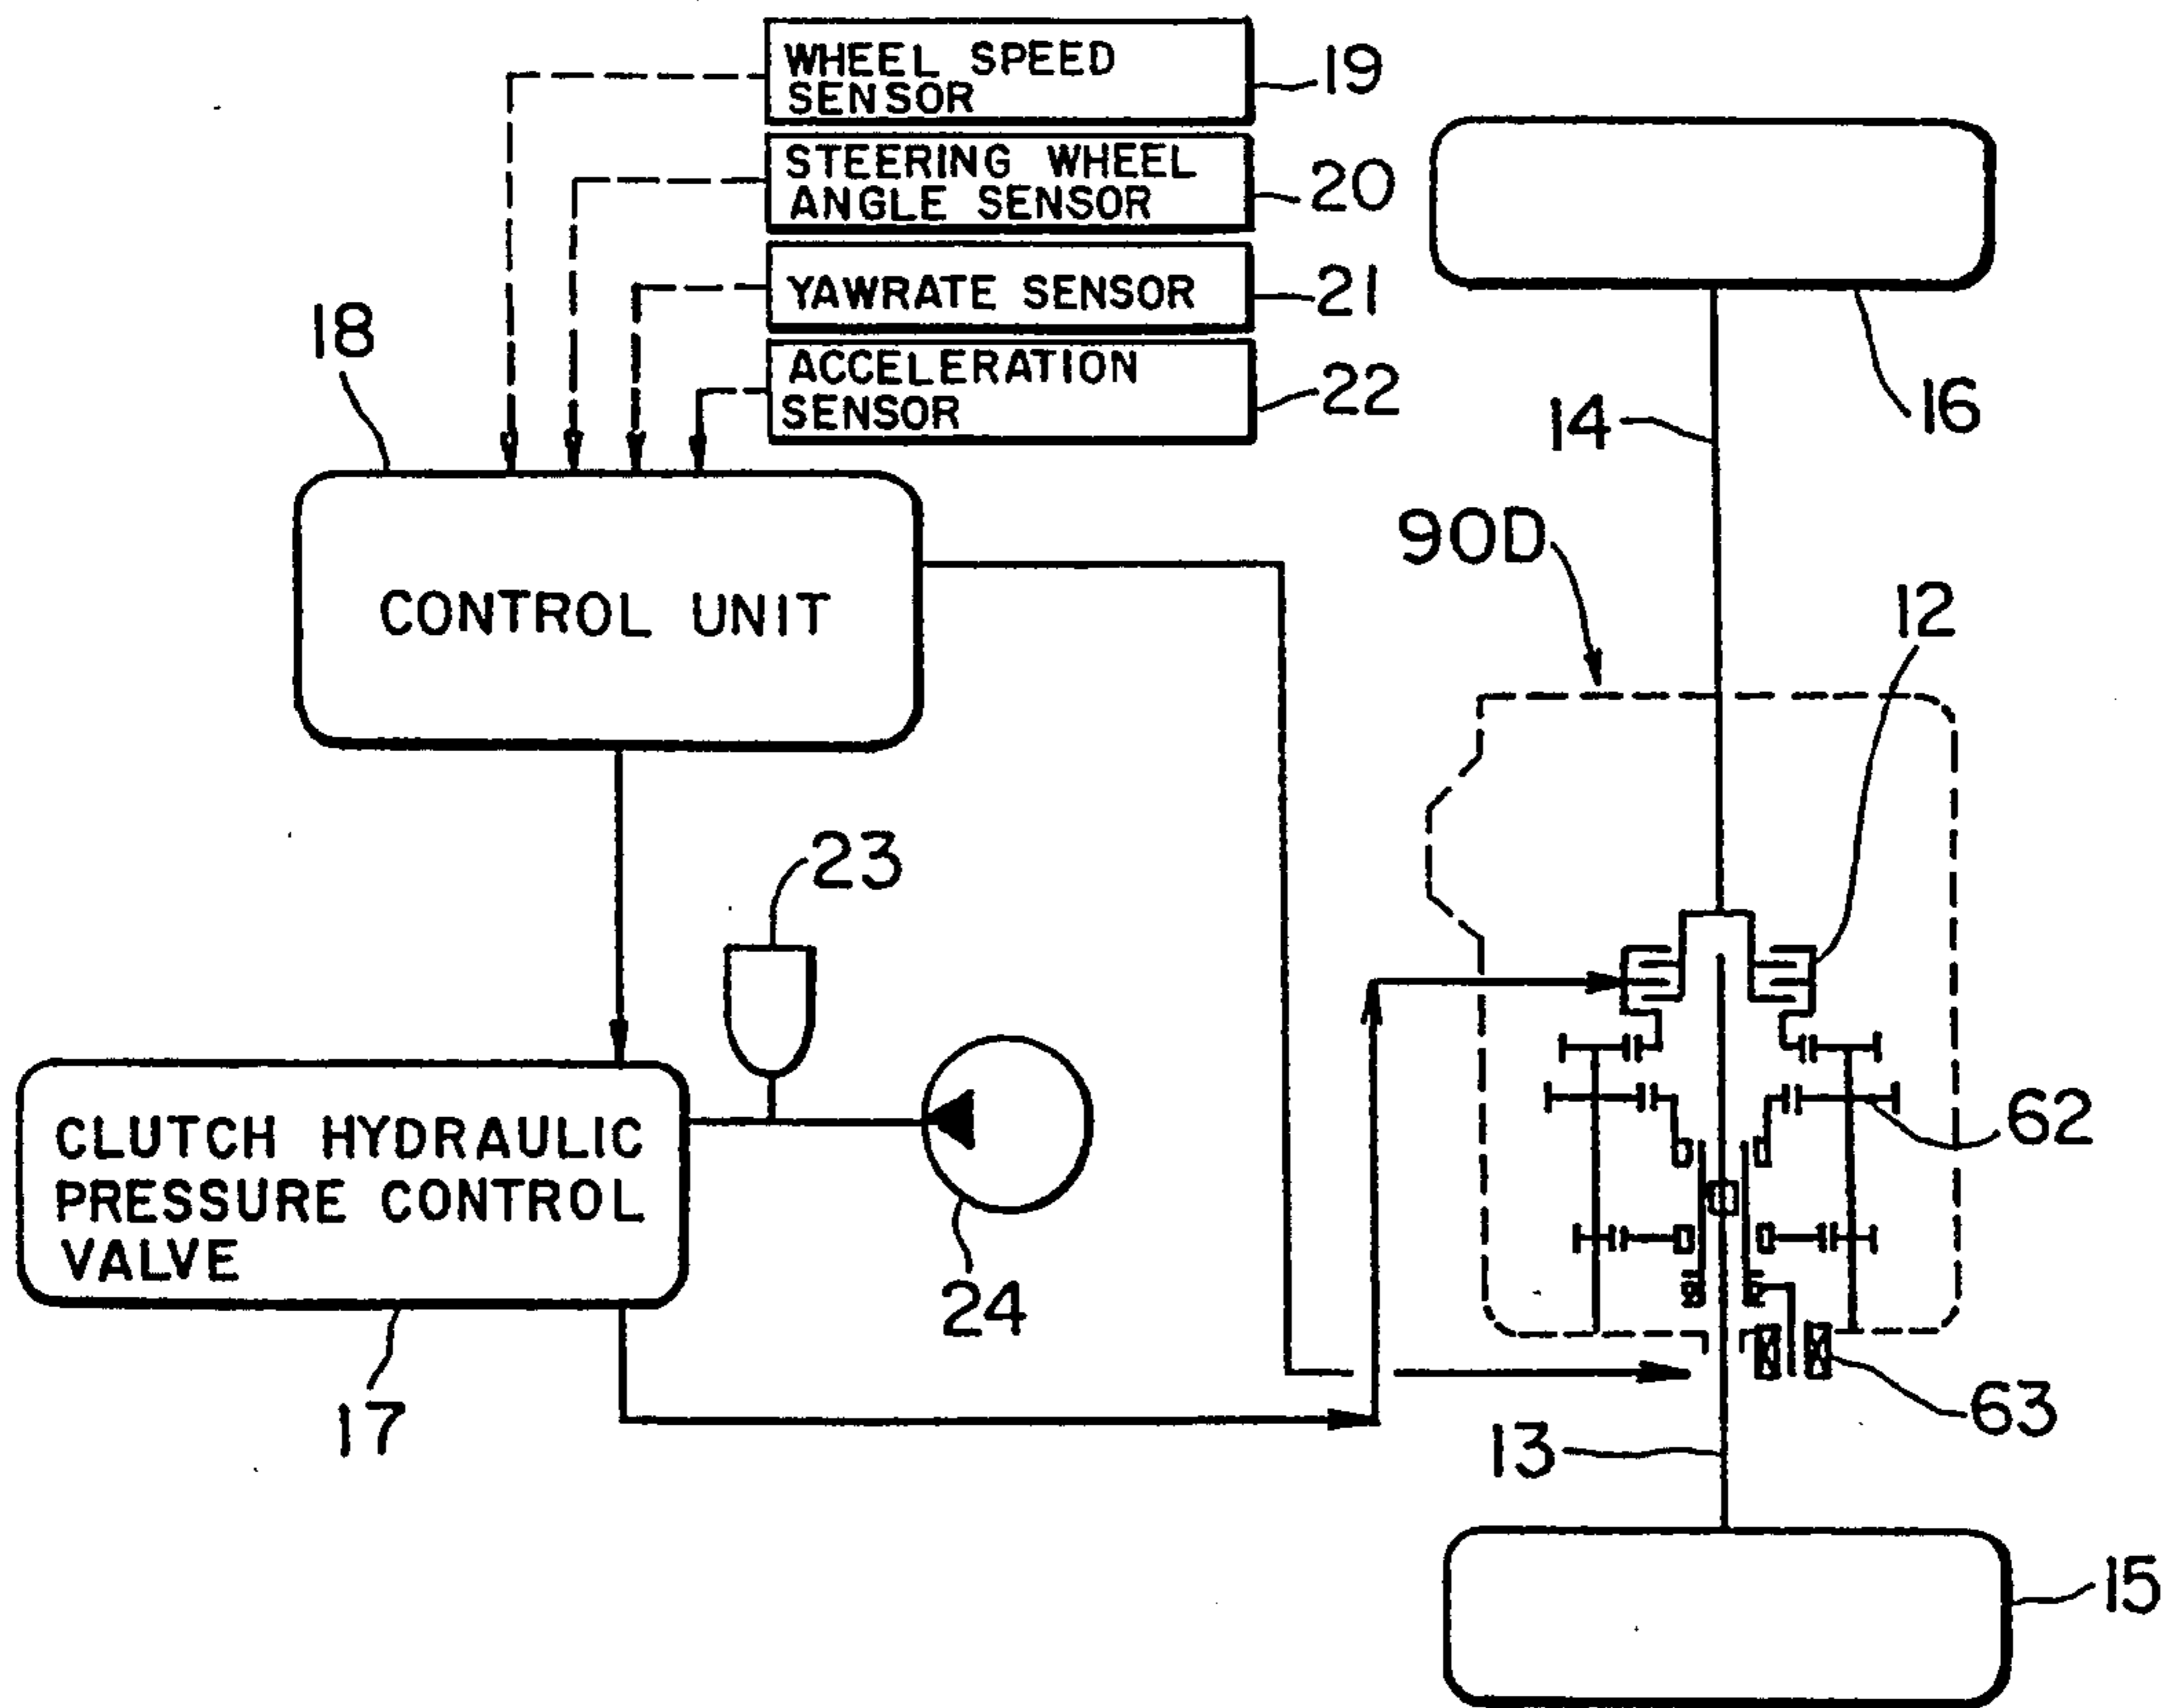 WHEEL SPEED
SENSOR
19
STEERING WHEEL
ANGLE SENSOR
20
YAWRATE SENSOR
21
ACCELERATION
SENSOR
22
18
16
14
CONTROL UNIT
90D
12
23
62
CLUTCH HYDRAULIC
PRESSURE CONTROL
VALVE
24
17
63
13
15